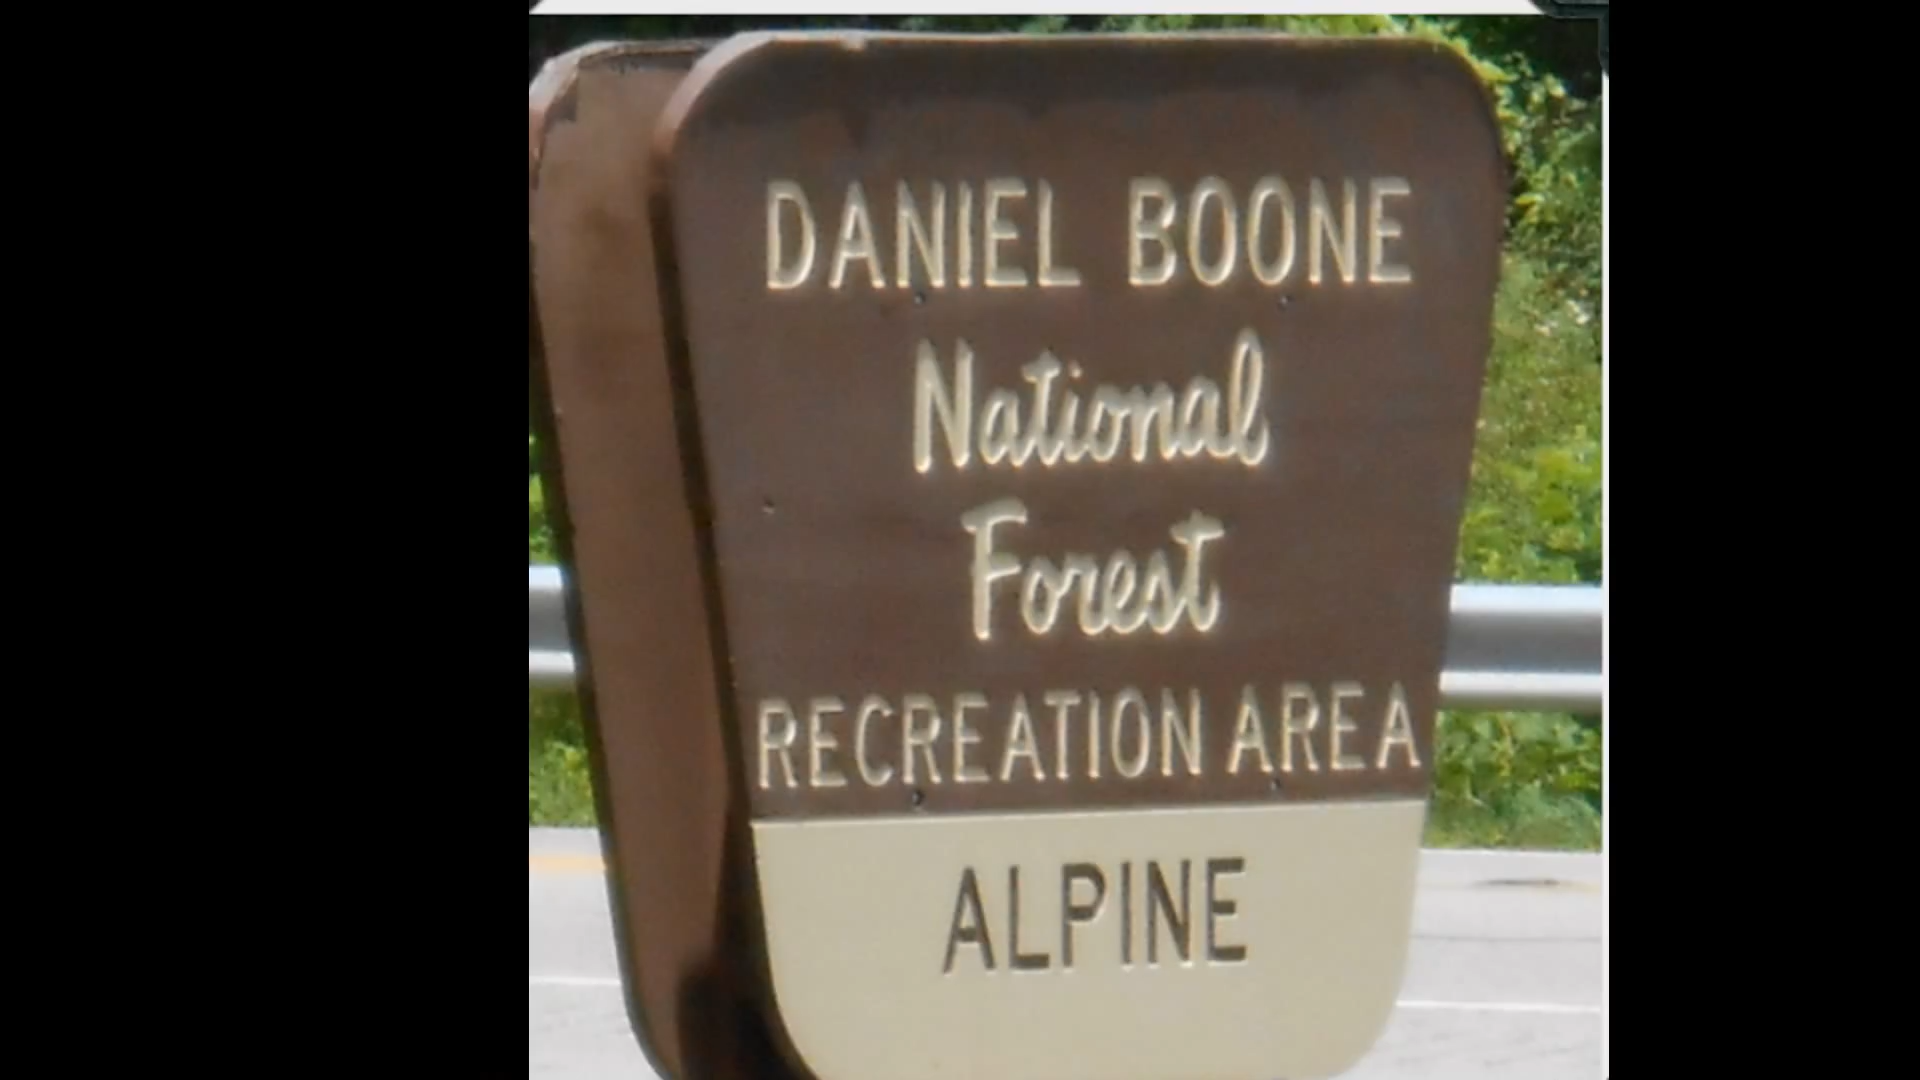 DANIEL BOONE
National
Forest
RECREATION AREA
ALPINE